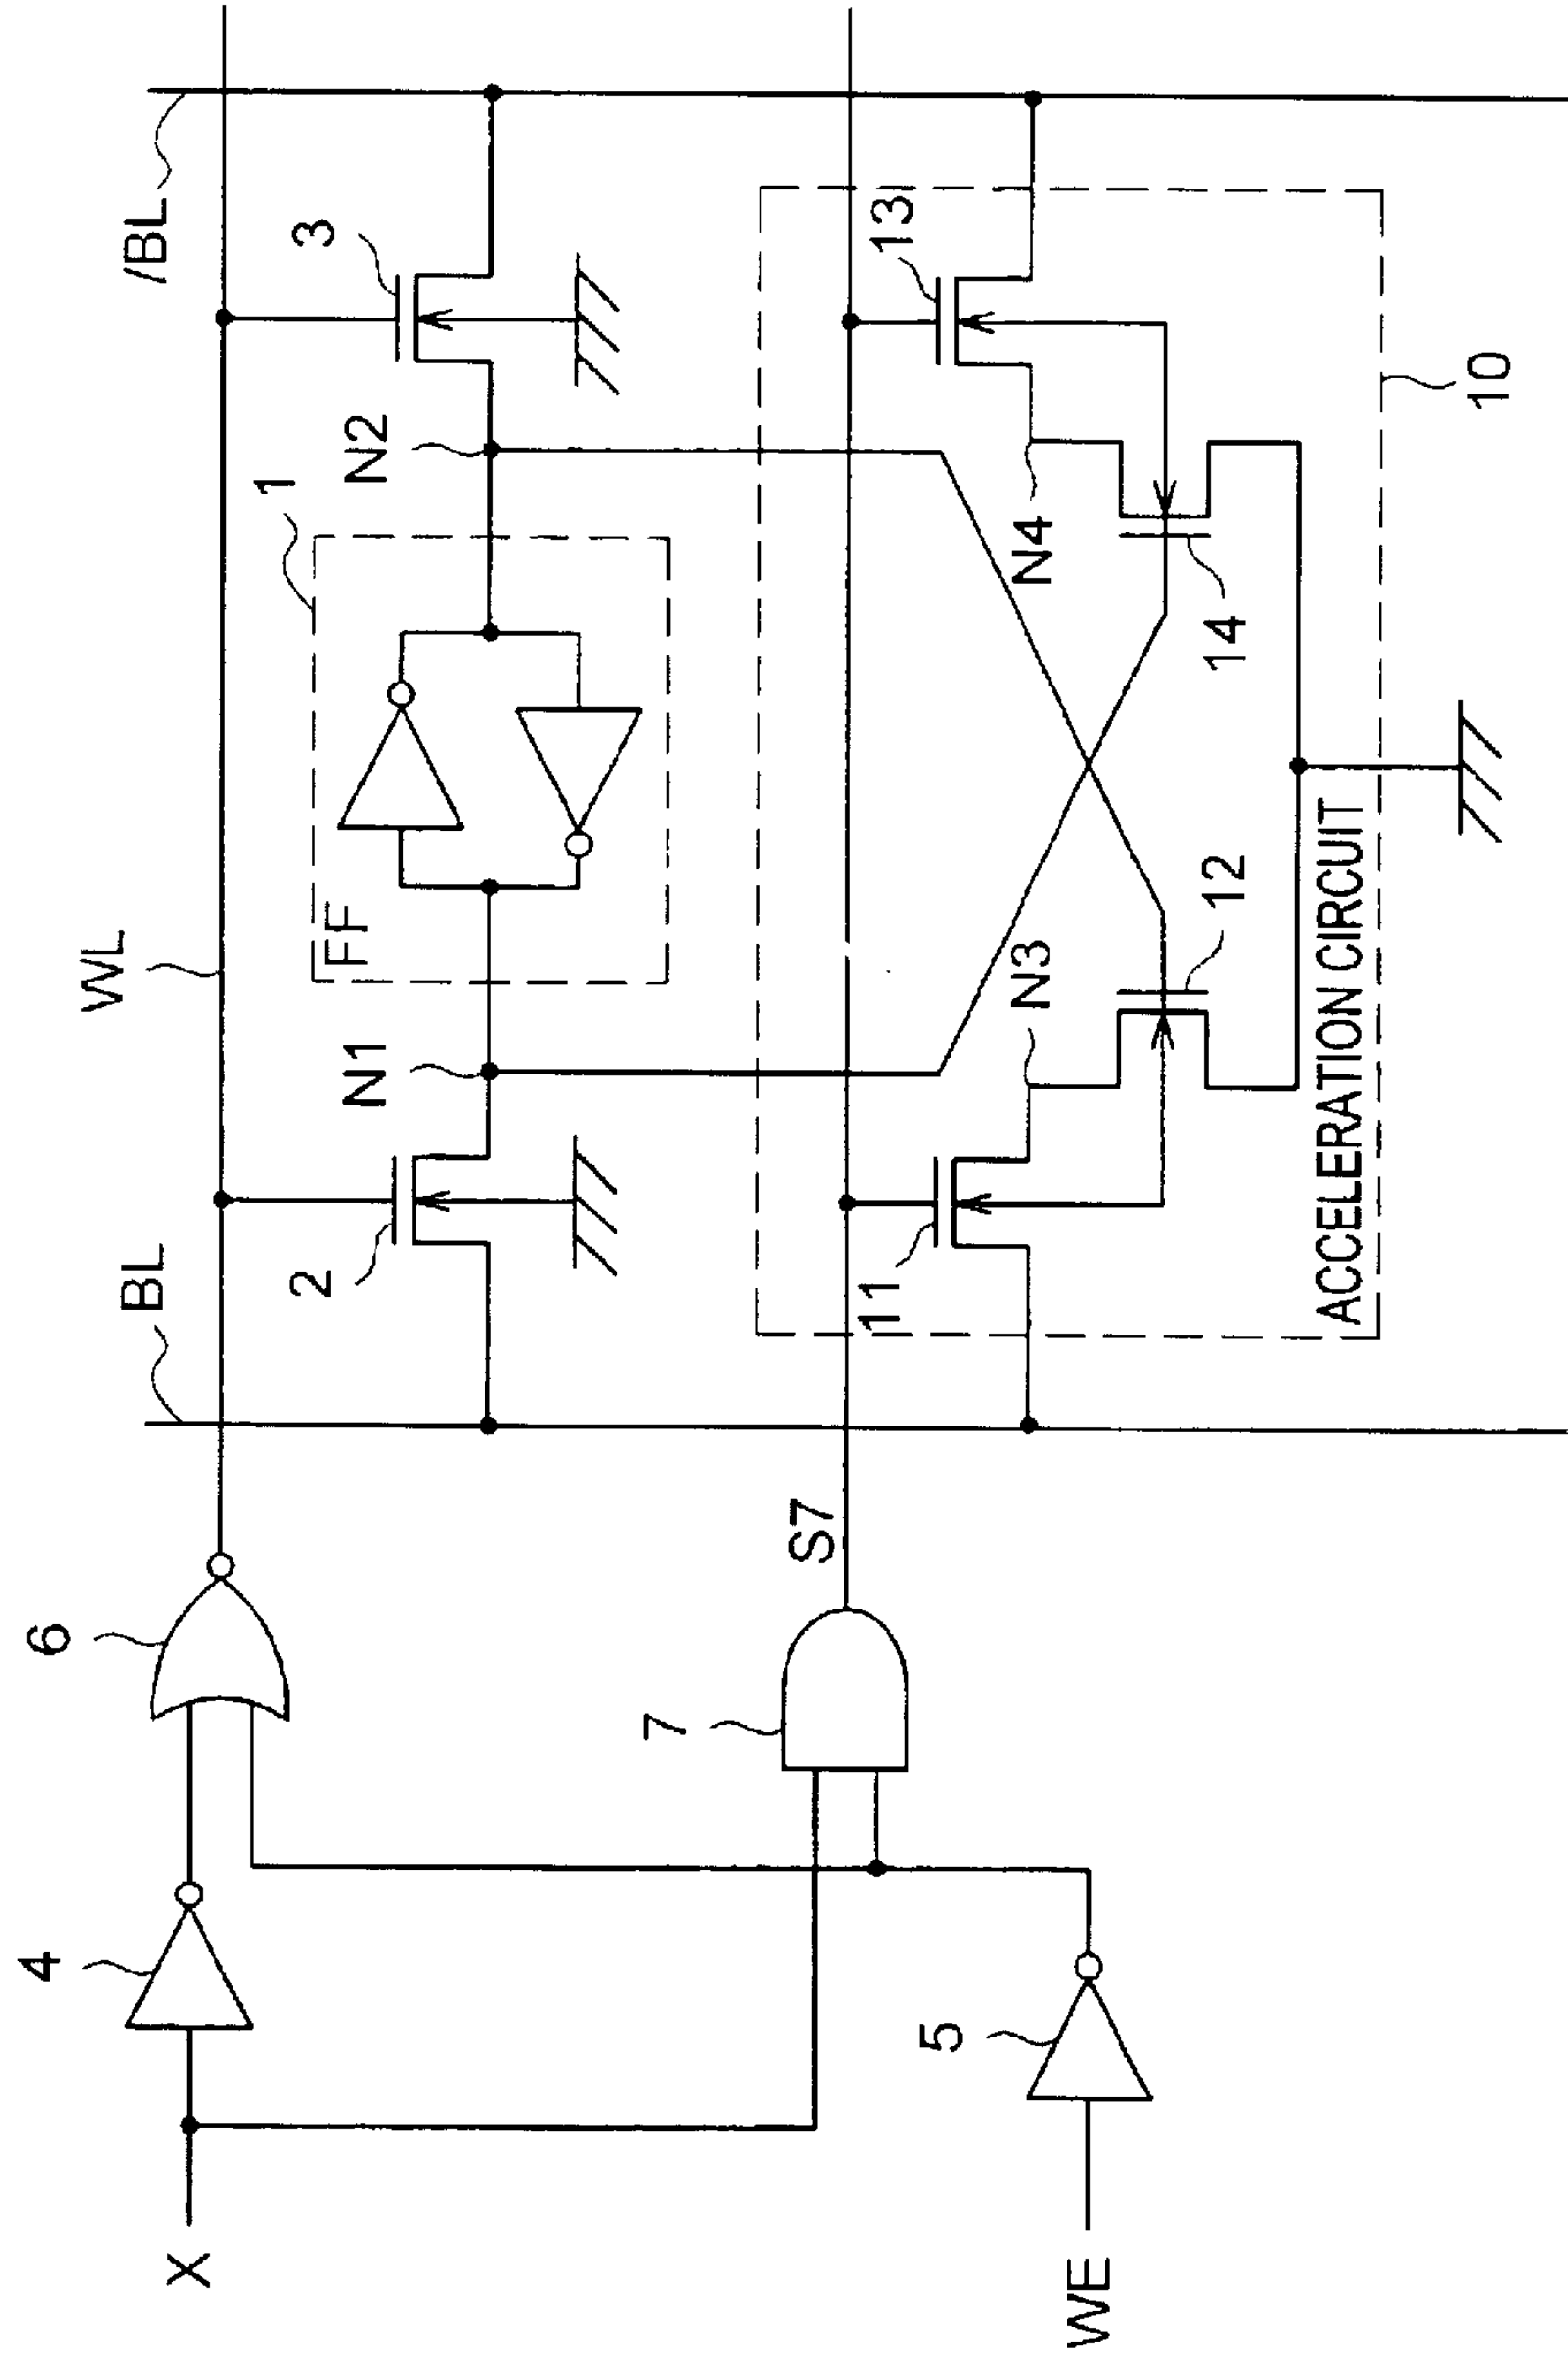 X
WE
4
5
6
7
S7
BL
WL
/BL
2
N1
FF
1
N2
3
11
N3
12
N4
14
13
ACCELERATION CIRCUIT
10